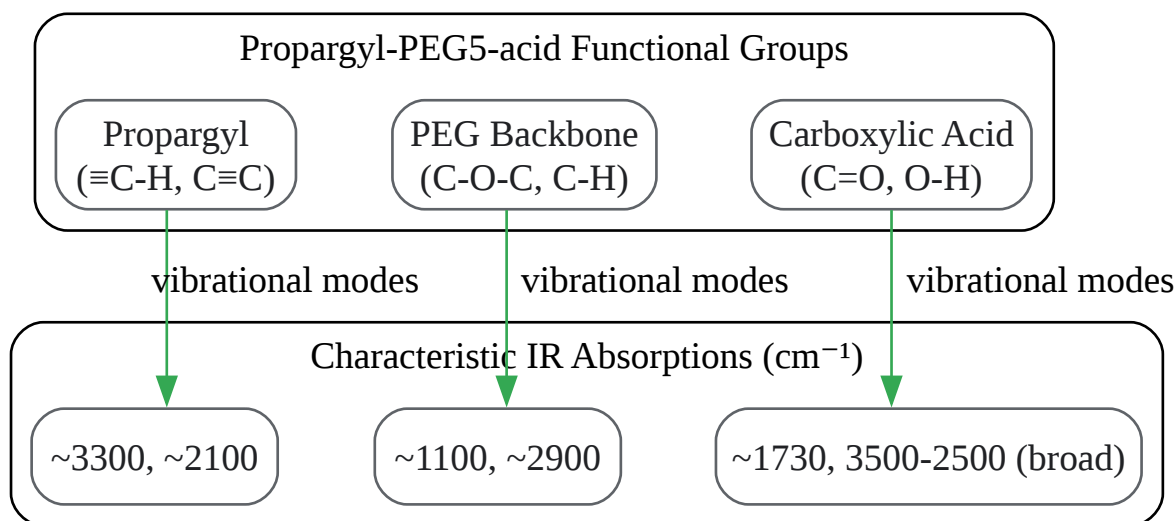 Propargyl-PEG5-acid Functional Groups
Propargyl
(≡C-H, C≡C)
PEG Backbone
(C-O-C, C-H)
Carboxylic Acid
(C=O, O-H)
vibrational modes
vibrational modes
vibrational modes
Characteristic IR Absorptions (cm⁻¹)
~3300, ~2100
~1100, ~2900
~1730, 3500-2500 (broad)